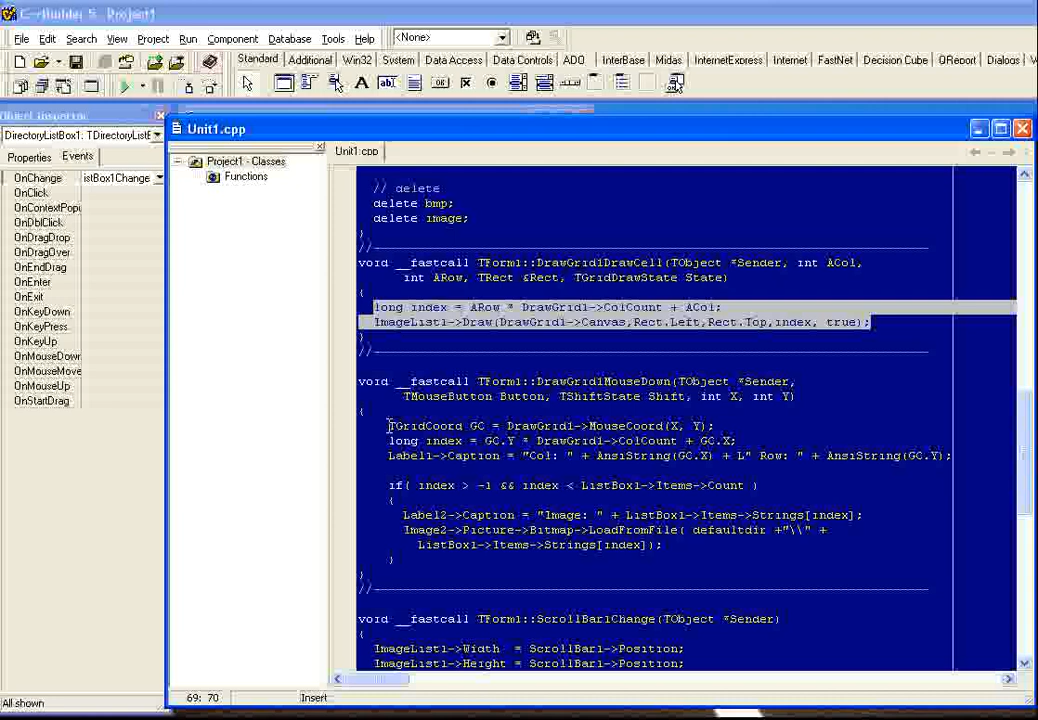 C++Builder 5 - Project1
File Edit Search View Project Run Component Database Tools Help <None>
Standard Additional Win32 System Data Access Data Controls ADO InterBase Midas InternetExpress Internet FastNet Decision Cube QReport Dialogs
Object Inspector
DirectoryListBox1: TDirectoryListE
Properties Events
OnChange istBox1Change
OnClick
OnContextPopu
OnDblClick
OnDragDrop
OnDragOver
OnEndDrag
OnEnter
OnExit
OnKeyDown
OnKeyPress
OnKeyUp
OnMouseDown
OnMouseMove
OnMouseUp
OnStartDrag
All shown
Unit1.cpp
Project1 - Classes
Functions
Unit1.cpp
// delete
delete bmp;
delete image;
}
//
void __fastcall TForm1::DrawGrid1DrawCell(TObject *Sender, int ACol,
int ARow, TRect &Rect, TGridDrawState State)
{
long index = ARow * DrawGrid1->ColCount + ACol;
ImageList1->Draw(DrawGrid1->Canvas,Rect.Left,Rect.Top,index, true);
}
//
void __fastcall TForm1::DrawGrid1MouseDown(TObject *Sender,
TMouseButton Button, TShiftState Shift, int X, int Y)
{
TGridCoord GC = DrawGrid1->MouseCoord(X, Y);
long index = GC.Y * DrawGrid1->ColCount + GC.X;
Label1->Caption = "Col: " + AnsiString(GC.X) + L" Row: " + AnsiString(GC.Y);
if( index > -1 && index < ListBox1->Items->Count )
{
Label2->Caption = "Image: " + ListBox1->Items->Strings[index];
Image2->Picture->Bitmap->LoadFromFile( defaultdir +"\\" +
ListBox1->Items->Strings[index]);
}
}
//
void __fastcall TForm1::ScrollBar1Change(TObject *Sender)
{
ImageList1->Width = ScrollBar1->Position;
ImageList1->Height = ScrollBar1->Position;
69: 70 Insert